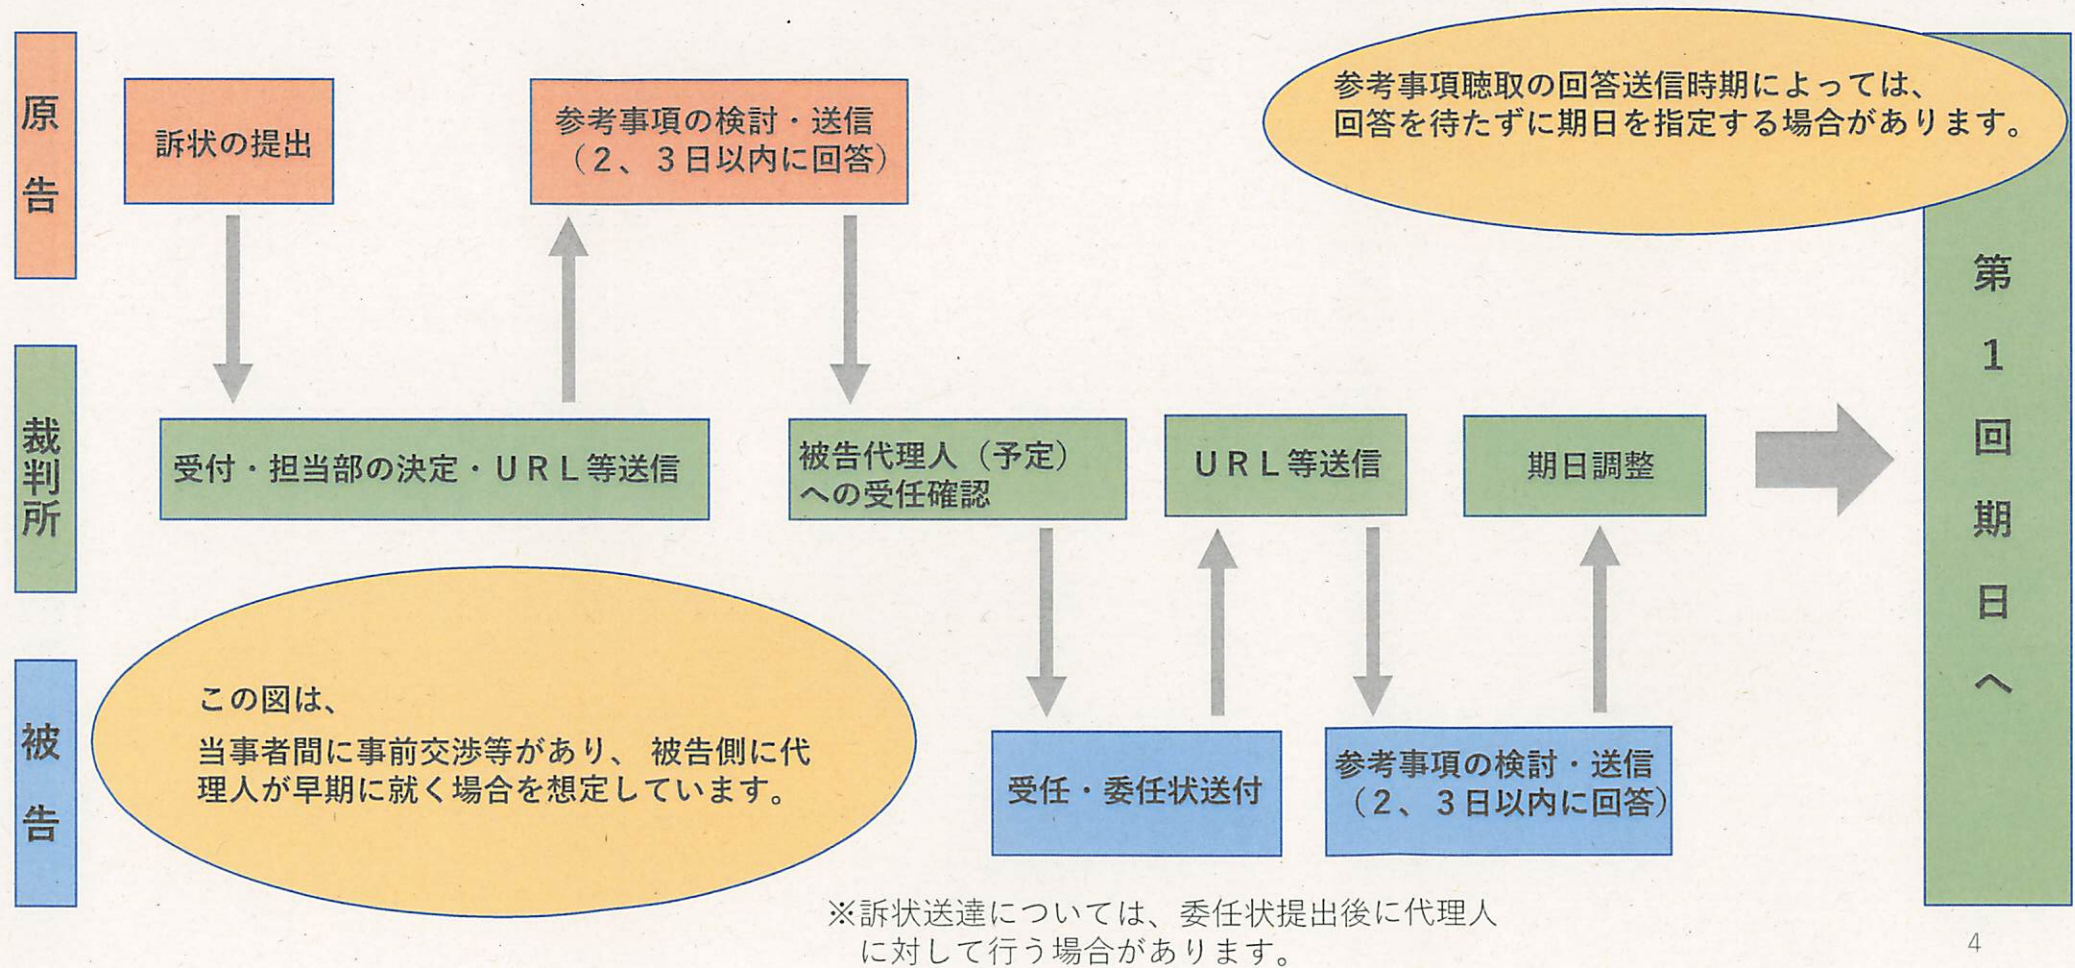 原告
訴状の提出
参考事項の検討・送信
（２、３日以内に回答）
参考事項聴取の回答送信時期によっては、
回答を待たずに期日を指定する場合があります。
裁判所
受付・担当部の決定・ＵＲＬ等送信
被告代理人（予定）
への受任確認
ＵＲＬ等送信
期日調整
第１回期日へ
被告
この図は、
当事者間に事前交渉等があり、 被告側に代
理人が早期に就く場合を想定しています。
受任・委任状送付
参考事項の検討・送信
（２、３日以内に回答）
※訴状送達については、委任状提出後に代理人
に対して行う場合があります。
4